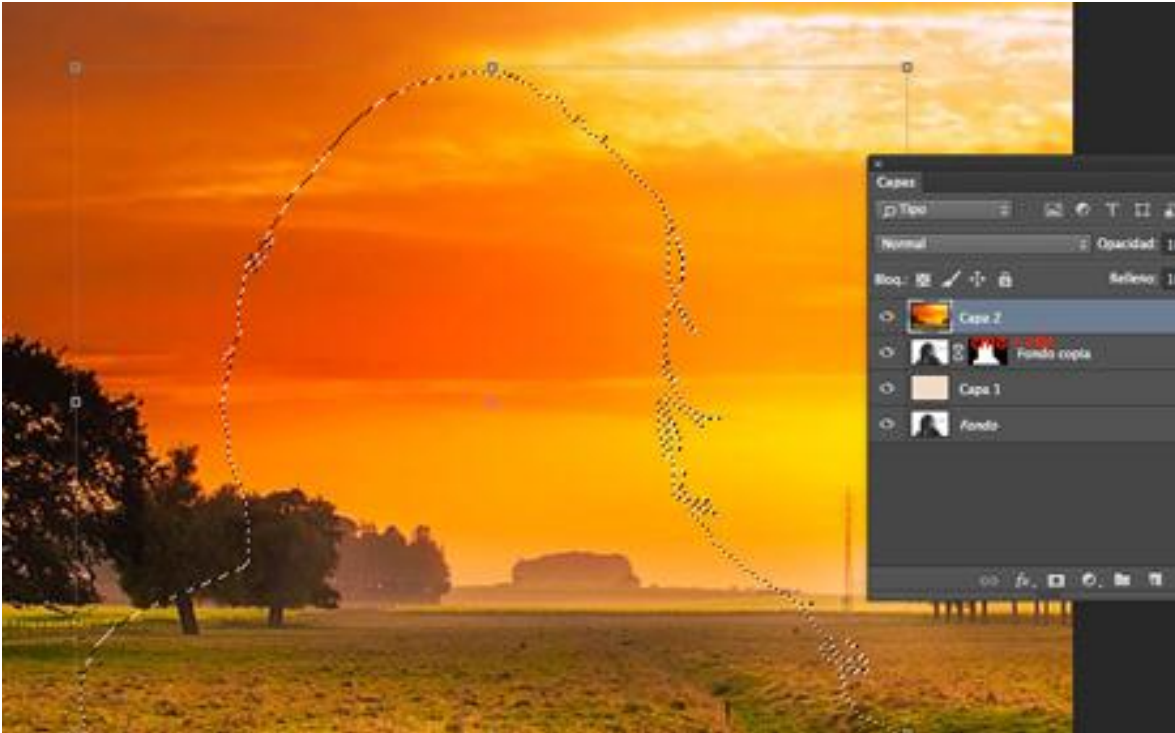 Capas
Tipo
Normal
Opacidad:
Bloq.:
Relleno:
Capa 2
Fondo copia
Capa 1
Fondo